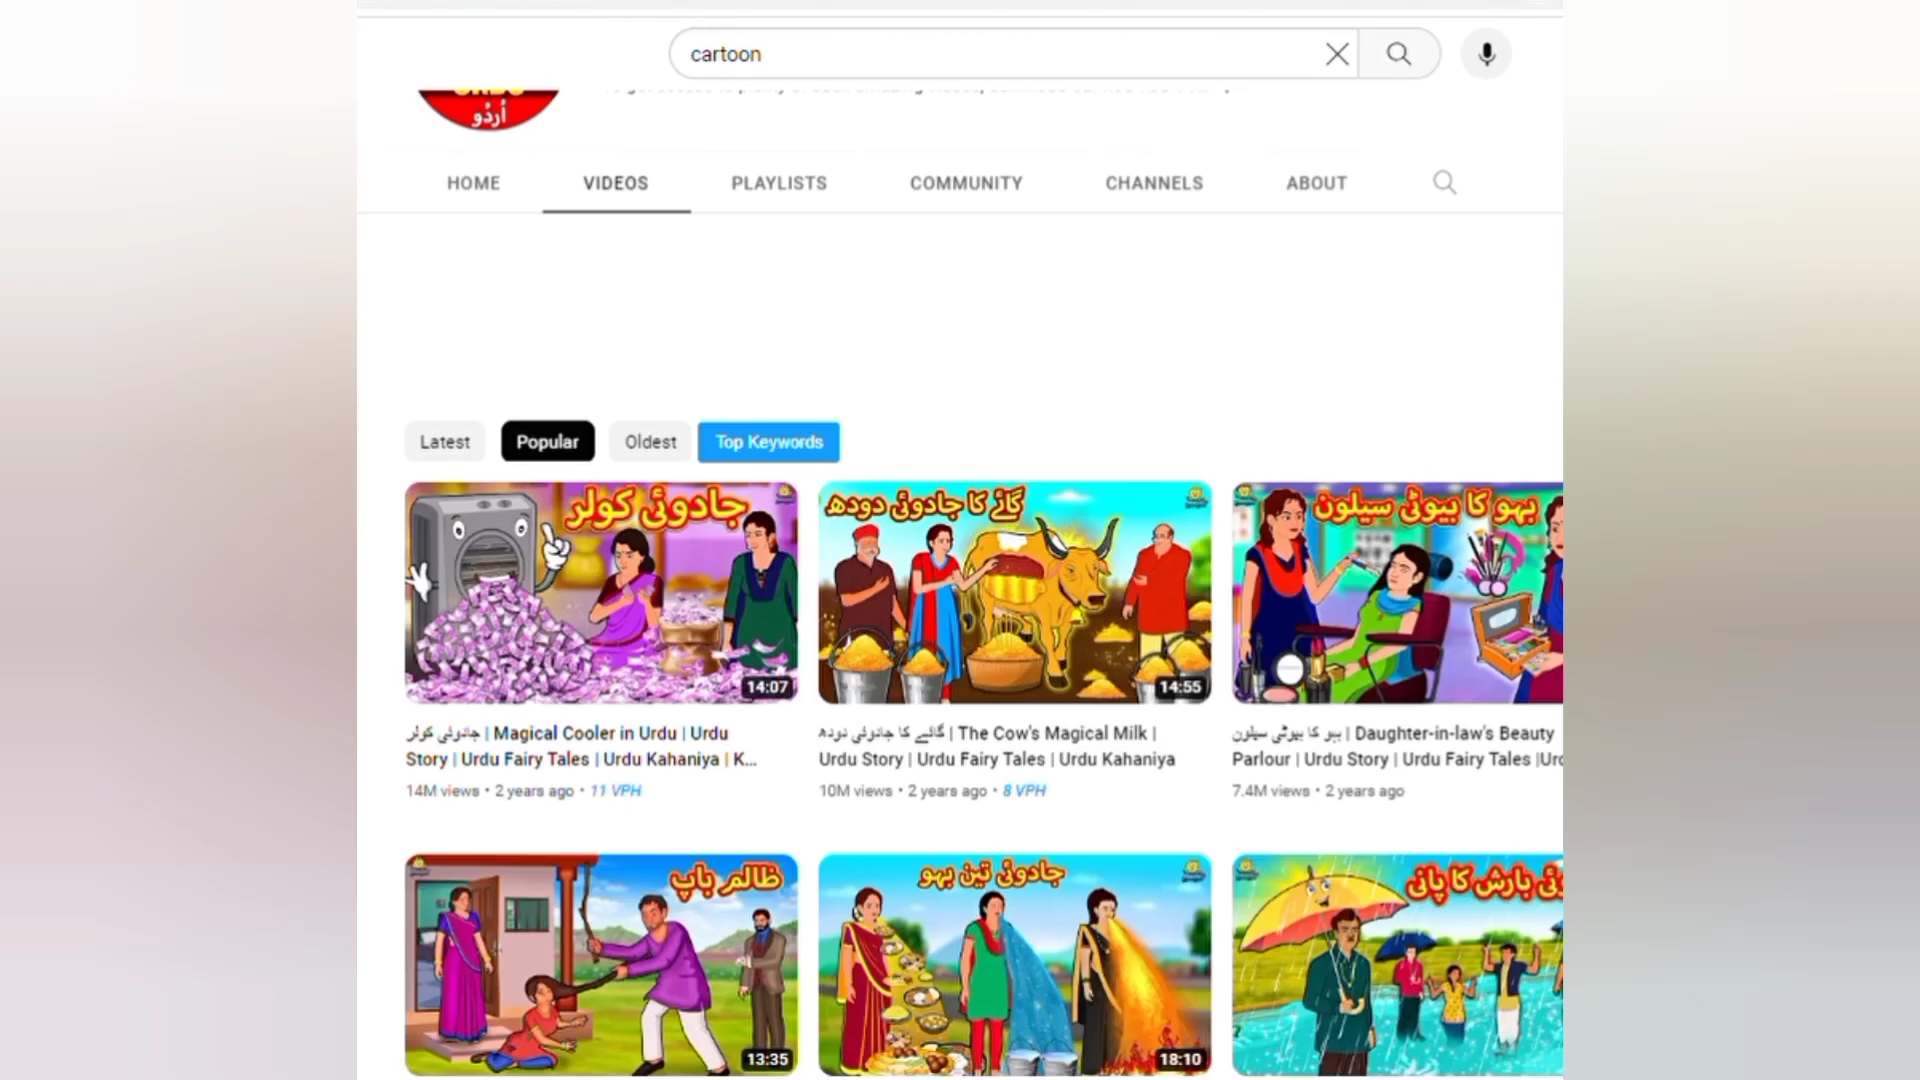 cartoon
اُردُو
HOME VIDEOS PLAYLISTS COMMUNITY CHANNELS ABOUT
Latest Popular Oldest Top Keywords
جادوئی کولر
14:07
گائے کا جادوئی دودھ
14:55
بہو کا بیوٹی سیلون
جادوئی کولر | Magical Cooler in Urdu | Urdu
Story | Urdu Fairy Tales | Urdu Kahaniya | K...
14M views • 2 years ago • 11 VPH
گائے کا جادوئی دودھ | The Cow's Magical Milk |
Urdu Story | Urdu Fairy Tales | Urdu Kahaniya
10M views • 2 years ago • 8 VPH
بہو کا بیوٹی سیلون | Daughter-in-law's Beauty
Parlour | Urdu Story | Urdu Fairy Tales |Urd
7.4M views • 2 years ago
ظالم باپ
13:35
جادوئی تین بہو
18:10
بارش کا پانی